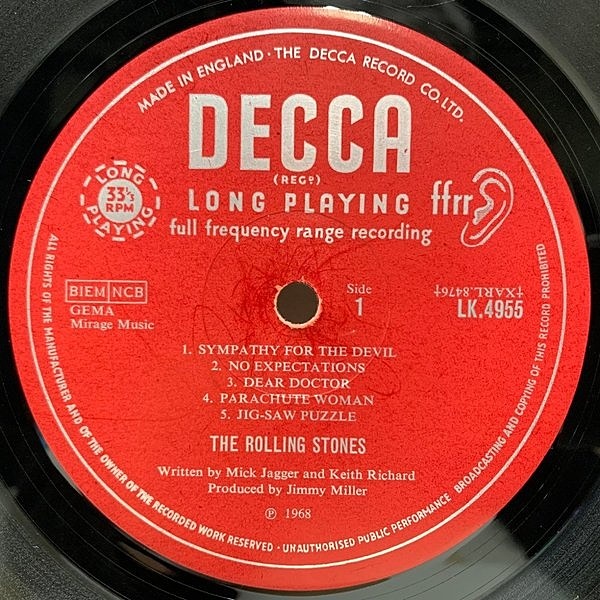 MADE IN ENGLAND · THE DECCA RECORD CO. LTD.
DECCA
(REGD)
LONG PLAYING
ffrr
full frequency range recording
LONG
33 1/3
RPM
PLAYING
BIEM NCB
GEMA
Mirage Music
Side
1
†XARL.8476†
LK.4955
1. SYMPATHY FOR THE DEVIL
2. NO EXPECTATIONS
3. DEAR DOCTOR
4. PARACHUTE WOMAN
5. JIG-SAW PUZZLE
THE ROLLING STONES
Written by Mick Jagger and Keith Richard
Produced by Jimmy Miller
℗ 1968
ALL RIGHTS OF THE MANUFACTURER AND OF THE OWNER OF THE RECORDED WORK RESERVED · UNAUTHORISED PUBLIC PERFORMANCE BROADCASTING AND COPYING OF THIS RECORD PROHIBITED